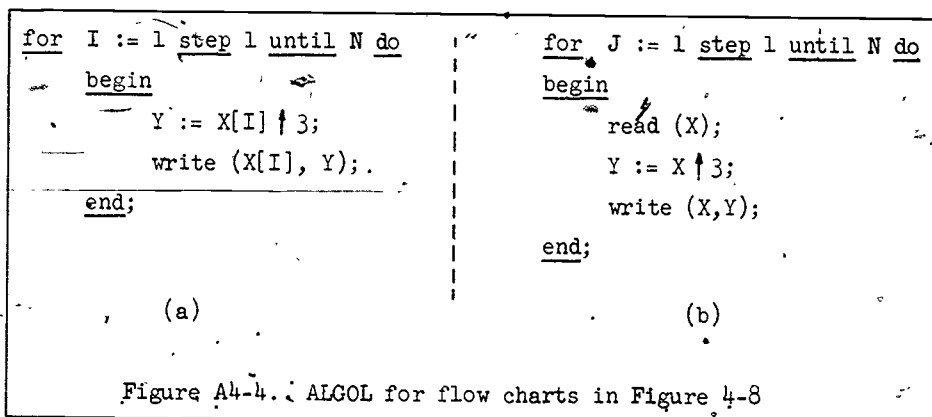 for I := 1 step 1 until N do
begin
Y := X[I] ↑ 3;
write (X[I], Y);
end;
(a)
for J := 1 step 1 until N do
begin
read (X);
Y := X ↑ 3;
write (X,Y);
end;
(b)
Figure A4-4. ALGOL for flow charts in Figure 4-8